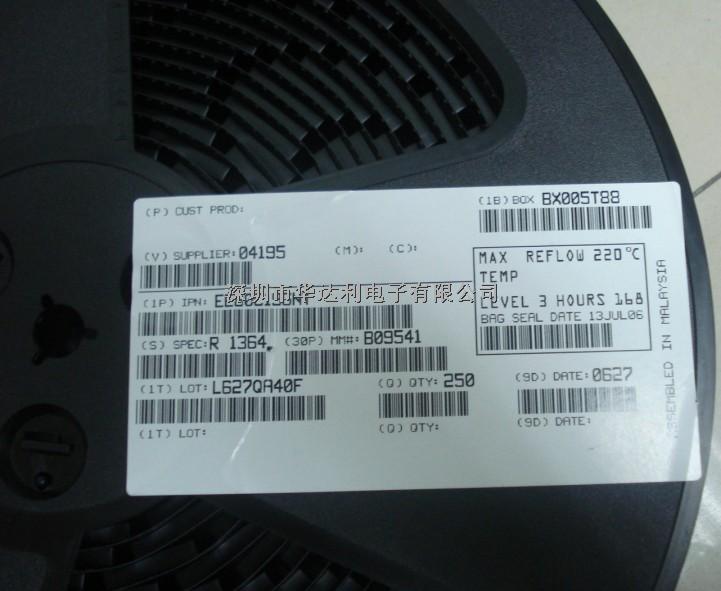 (P) CUST PROD:
(1B) BOX BX005T88
(V) SUPPLIER: 04195 (M): (C):
MAX REFLOW 220°C
TEMP
LEVEL 3 HOURS 168
BAG SEAL DATE 13JUL06
深圳市华达利电子有限公司
(1P) IPN:
(S) SPEC: R 1364 (30P) MM#: B09541
(1T) LOT: L627QA40F (Q) QTY: 250 (9D) DATE: 0627
(1T) LOT: (Q) QTY: (9D) DATE:
ASSEMBLED IN MALAYSIA